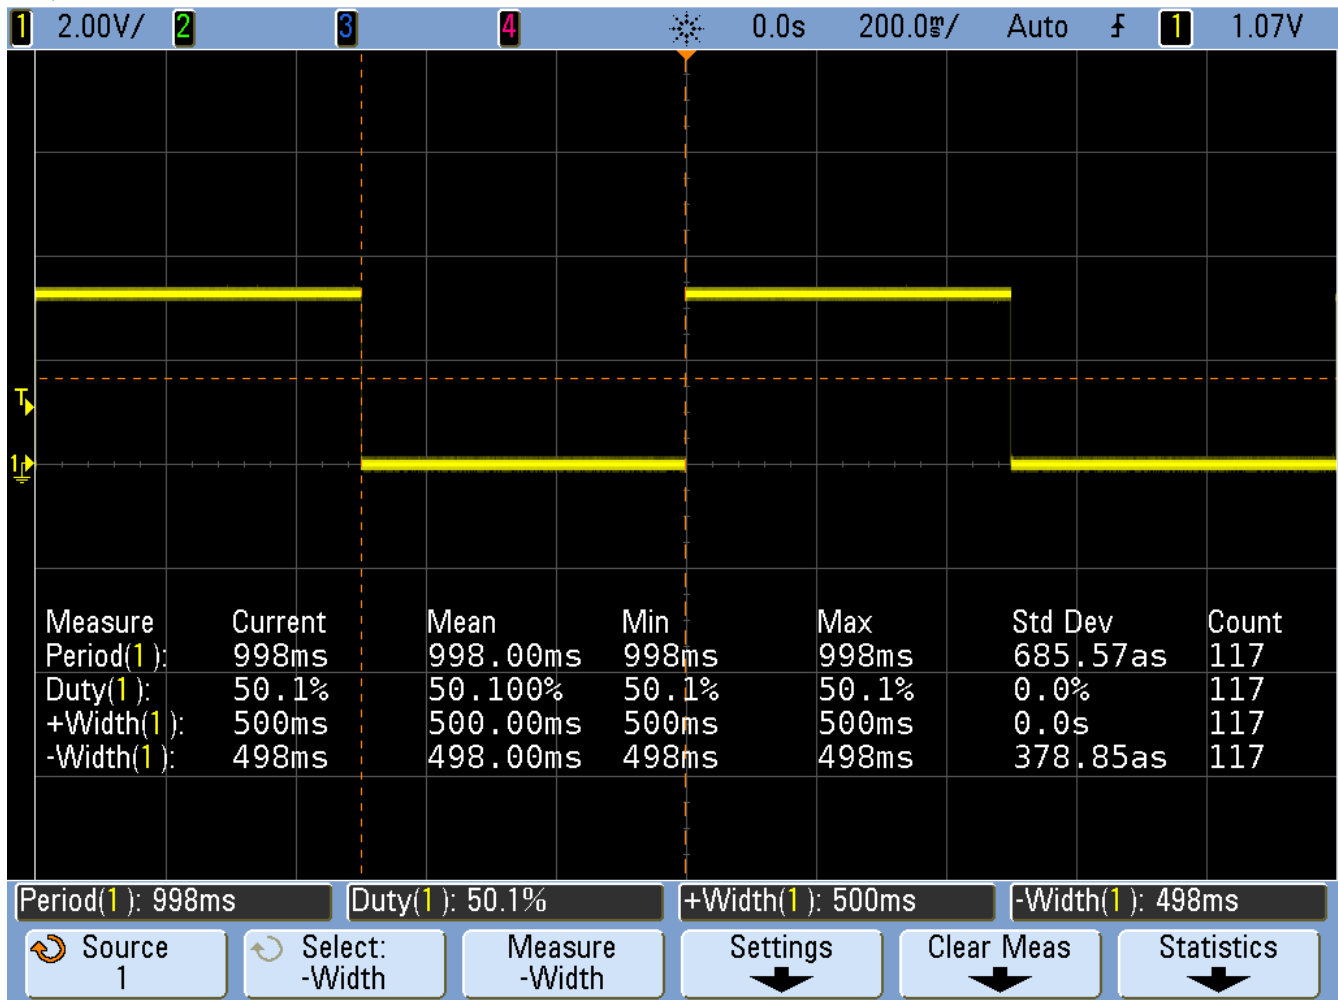 1 2.00V/ 2 3 4 0.0s 200.0ms/ Auto 1 1.07V
T
1
Measure Current Mean Min Max Std Dev Count
Period(1): 998ms 998.00ms 998ms 998ms 685.57as 117
Duty(1): 50.1% 50.100% 50.1% 50.1% 0.0% 117
+Width(1): 500ms 500.00ms 500ms 500ms 0.0s 117
-Width(1): 498ms 498.00ms 498ms 498ms 378.85as 117
Period(1): 998ms Duty(1): 50.1% +Width(1): 500ms -Width(1): 498ms
Source Select: Measure Settings Clear Meas Statistics
1 -Width -Width